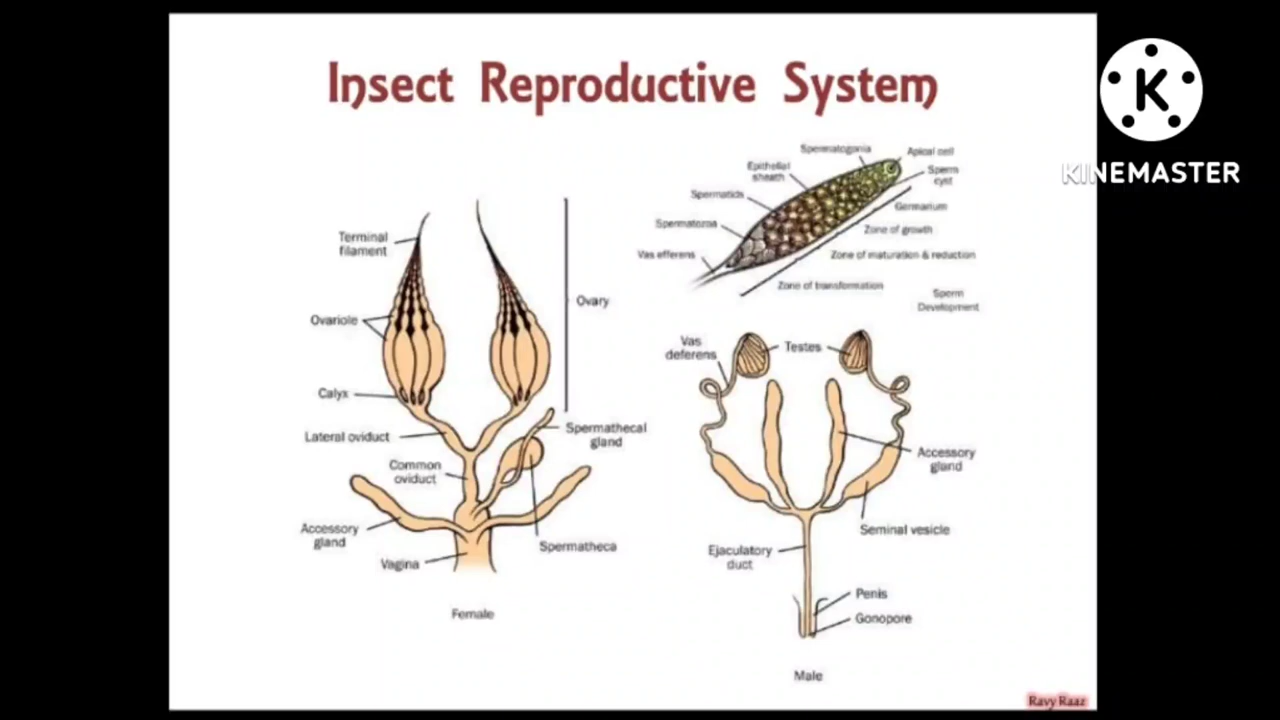 Insect Reproductive System
K
KINEMASTER
Spermatogonia
Apical cell
Epithelial
sheath
Sperm
cyst
Spermatids
Germarium
Spermatozoa
Zone of growth
Vas efferens
Zone of maturation & reduction
Zone of transformation
Sperm
Development
Terminal
filament
Ovariole
Ovary
Calyx
Lateral oviduct
Spermathecal
gland
Common
oviduct
Accessory
gland
Spermatheca
Vagina
Female
Vas
deferens
Testes
Accessory
gland
Seminal vesicle
Ejaculatory
duct
Penis
Gonopore
Male
Ravy Raaz